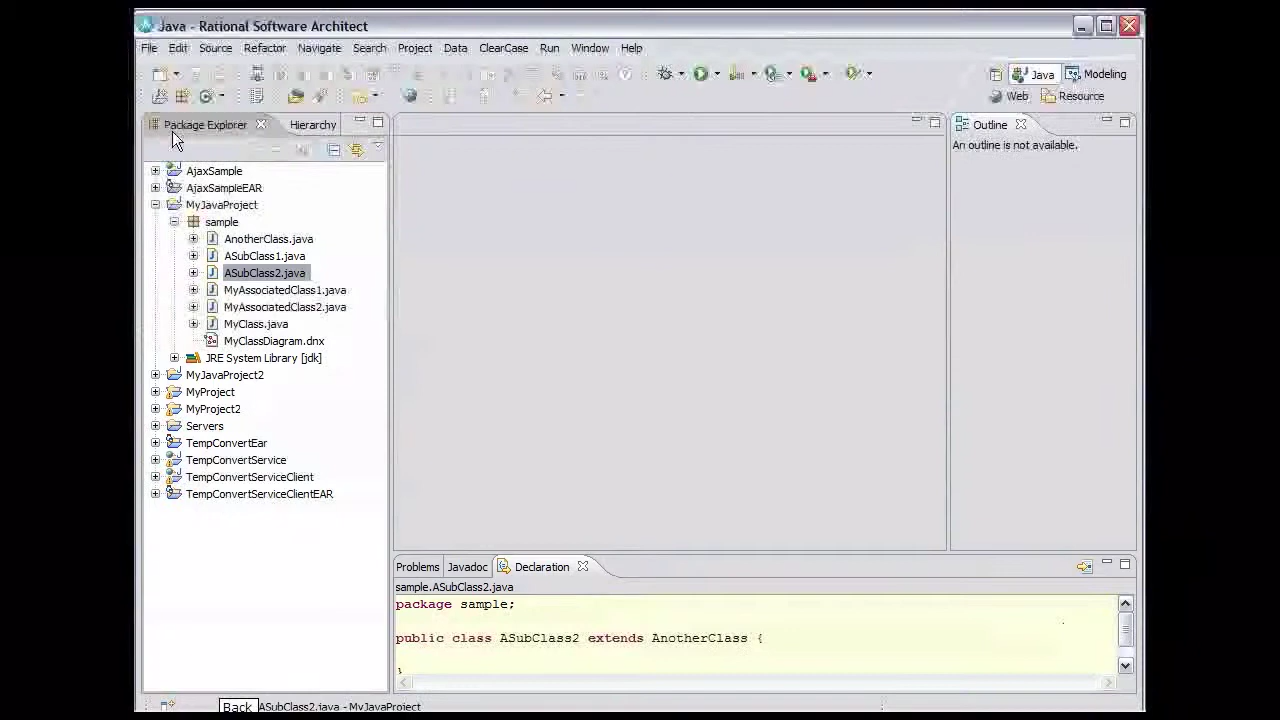 Java - Rational Software Architect
File Edit Source Refactor Navigate Search Project Data ClearCase Run Window Help
Java Modeling
Web Resource
Package Explorer Hierarchy
Outline
An outline is not available.
AjaxSample
AjaxSampleEAR
MyJavaProject
sample
AnotherClass.java
ASubClass1.java
ASubClass2.java
MyAssociatedClass1.java
MyAssociatedClass2.java
MyClass.java
MyClassDiagram.dnx
JRE System Library [jdk]
MyJavaProject2
MyProject
MyProject2
Servers
TempConvertEar
TempConvertService
TempConvertServiceClient
TempConvertServiceClientEAR
Problems Javadoc Declaration
sample.ASubClass2.java
package sample;
public class ASubClass2 extends AnotherClass {
}
Back ASubClass2.java - MyJavaProject